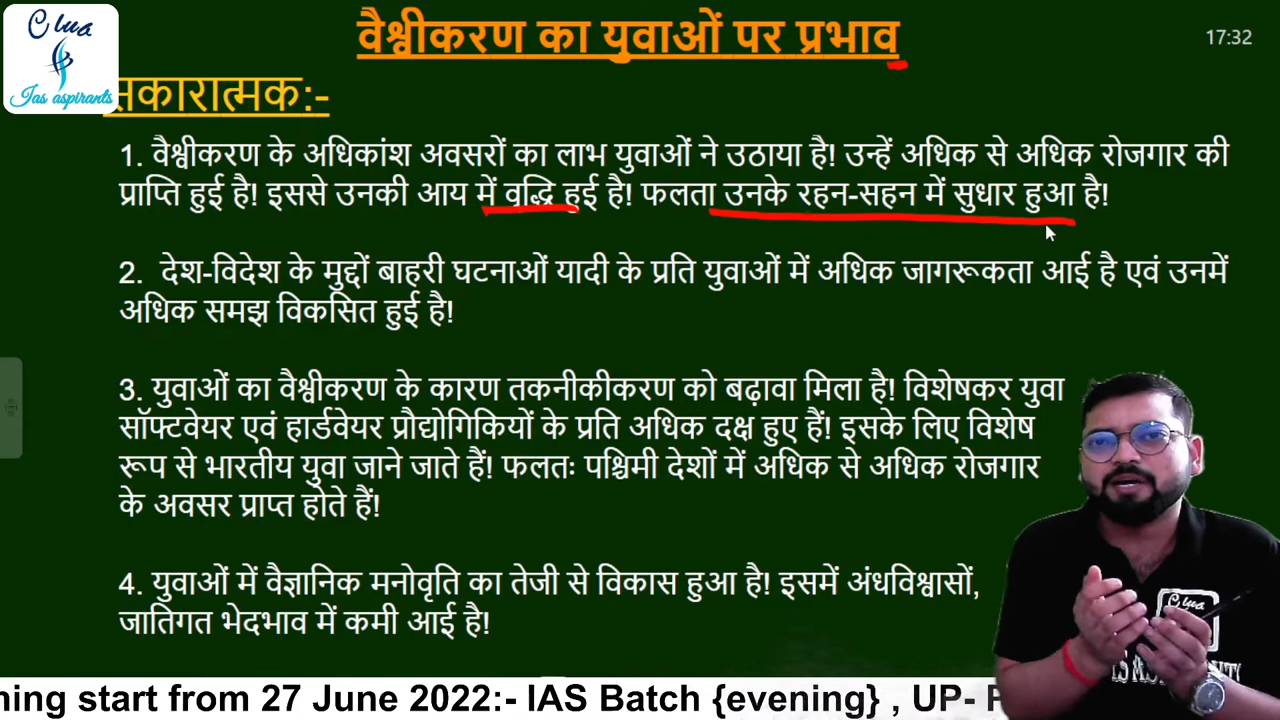 Clua
Ias aspirants
वैश्वीकरण का युवाओं पर प्रभाव
17:32
सकारात्मक:-
1. वैश्वीकरण के अधिकांश अवसरों का लाभ युवाओं ने उठाया है! उन्हें अधिक से अधिक रोजगार की
प्राप्ति हुई है! इससे उनकी आय में वृद्धि हुई है! फलता उनके रहन-सहन में सुधार हुआ है!
2. देश-विदेश के मुद्दों बाहरी घटनाओं यादी के प्रति युवाओं में अधिक जागरूकता आई है एवं उनमें
अधिक समझ विकसित हुई है!
3. युवाओं का वैश्वीकरण के कारण तकनीकीकरण को बढ़ावा मिला है! विशेषकर युवा
सॉफ्टवेयर एवं हार्डवेयर प्रौद्योगिकियों के प्रति अधिक दक्ष हुए हैं! इसके लिए विशेष
रूप से भारतीय युवा जाने जाते हैं! फलतः पश्चिमी देशों में अधिक से अधिक रोजगार
के अवसर प्राप्त होते हैं!
4. युवाओं में वैज्ञानिक मनोवृति का तेजी से विकास हुआ है! इसमें अंधविश्वासों,
जातिगत भेदभाव में कमी आई है!
Clua
ning start from 27 June 2022:- IAS Batch {evening} , UP-